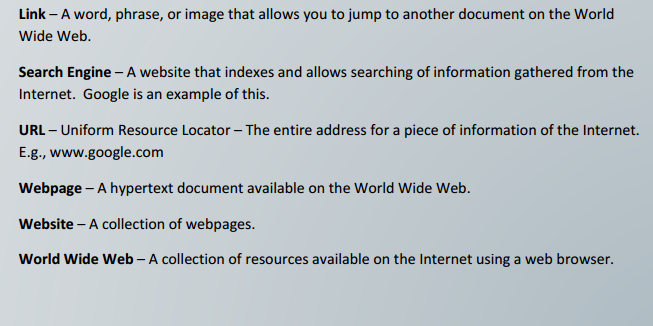 Link – A word, phrase, or image that allows you to jump to another document on the World
Wide Web.
Search Engine – A website that indexes and allows searching of information gathered from the
Internet.  Google is an example of this.
URL – Uniform Resource Locator – The entire address for a piece of information of the Internet.
E.g., www.google.com
Webpage – A hypertext document available on the World Wide Web.
Website – A collection of webpages.
World Wide Web – A collection of resources available on the Internet using a web browser.